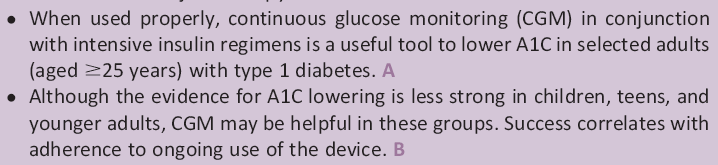 • When used properly, continuous glucose monitoring (CGM) in conjunction
with intensive insulin regimens is a useful tool to lower A1C in selected adults
(aged ≥25 years) with type 1 diabetes. A
• Although the evidence for A1C lowering is less strong in children, teens, and
younger adults, CGM may be helpful in these groups. Success correlates with
adherence to ongoing use of the device. B